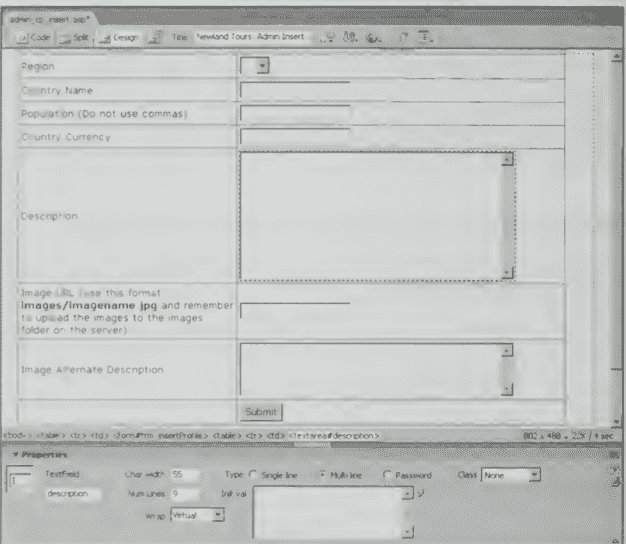 admin_cp_insert.asp*
Code Split Design Title Newland Tours Admin Insert
Region
Country Name
Population (Do not use commas)
Country Currency
Description
Image URL (use this format
images/imagename.jpg and remember
to upload the images to the images
folder on the server)
Image Alternate Description
Submit
<body> <table> <tr> <td> <form#frm_insertProfile> <table> <tr> <td> <textarea#description> 802 x 480
Properties
TextField Char width 55 Type Single line Multi line Password Class None
description Num Lines 9 Init val
Wrap Virtual